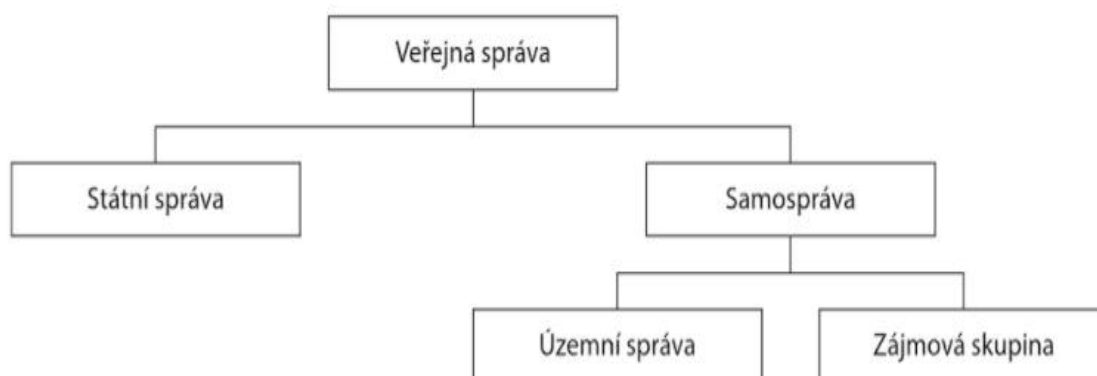 Veřejná správa
Státní správa
Samospráva
Územní správa
Zájmová skupina